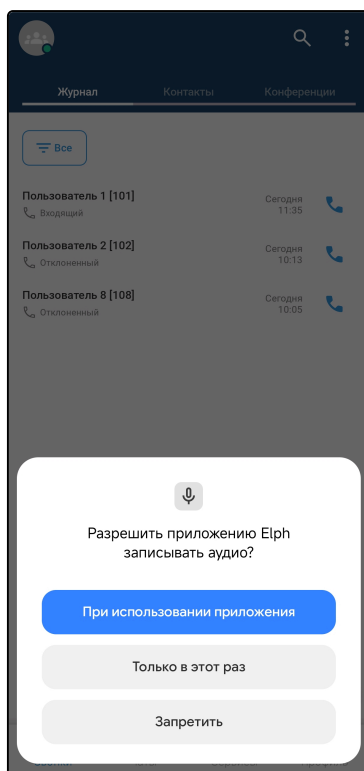 Журнал
Контакты
Конференции
Все
Пользователь 1 [101]
Входящий
Сегодня
11:35
Пользователь 2 [102]
Отклоненный
Сегодня
10:13
Пользователь 8 [108]
Отклоненный
Сегодня
10:05
Разрешить приложению Elph
записывать аудио?
При использовании приложения
Только в этот раз
Запретить